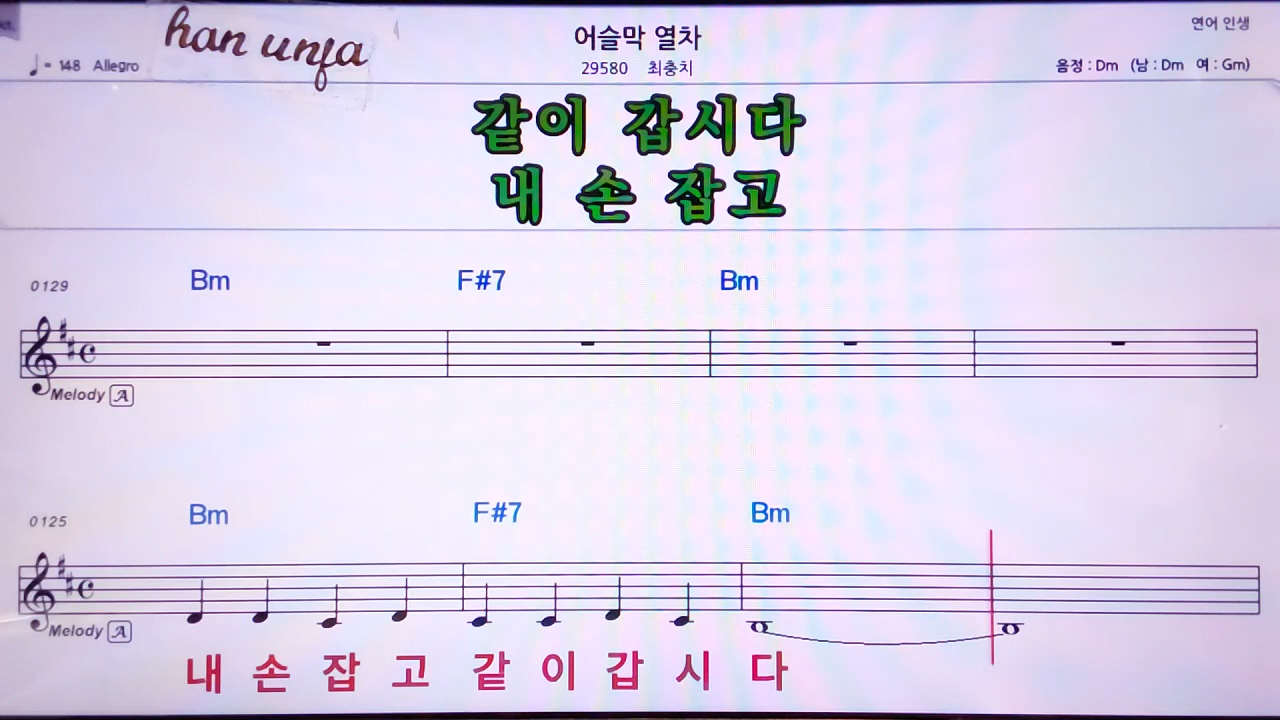 han unfa
어슬막 열차
연어 인생
♩= 148 Allegro
29580 최충치
음정 : Dm (남 : Dm 여 : Gm)
같이 갑시다
내 손 잡고
0129
Bm F#7 Bm
Melody A
0125
Bm F#7 Bm
Melody A
내 손 잡 고 같 이 갑 시 다